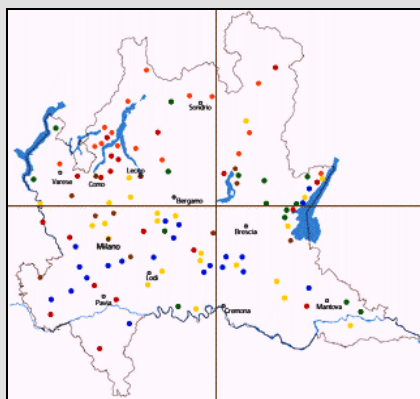 Sondrio
Varese
Como
Lecco
Bergamo
Milano
Brescia
Lodi
Pavia
Cremona
Mantova